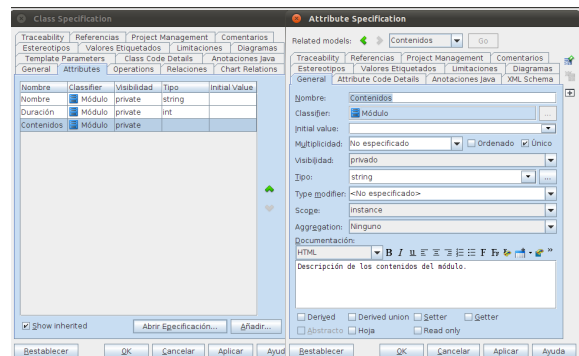 Class Specification
Traceability Referencias Project Management Comentarios
Estereotipos Valores Etiquetados Limitaciones Diagramas
Template Parameters Class Code Details Anotaciones Java
General Attributes Operations Relaciones Chart Relations
Nombre Classifier Visibilidad Tipo Initial Value
Nombre Módulo private string
Duración Módulo private int
Contenidos Módulo private
Show inherited Abrir Especificación... Añadir...
Restablecer OK Cancelar Aplicar Ayud
Attribute Specification
Related models: Contenidos Go
Traceability Referencias Project Management Comentarios
Estereotipos Valores Etiquetados Limitaciones Diagramas
General Attribute Code Details Anotaciones Java XML Schema
Nombre: Contenidos
Classifier: Módulo ...
Initial value:
Multiplicidad: No especificado Ordenado Único
Visibilidad: privado
Tipo: string ...
Type modifier: <No especificado>
Scope: instance
Aggregation: Ninguno
Documentación:
HTML B I U F
Descripción de los contenidos del módulo.
Derived Derived union Setter Getter
Abstracto Hoja Read only
Restablecer OK Cancelar Aplicar Ayuda